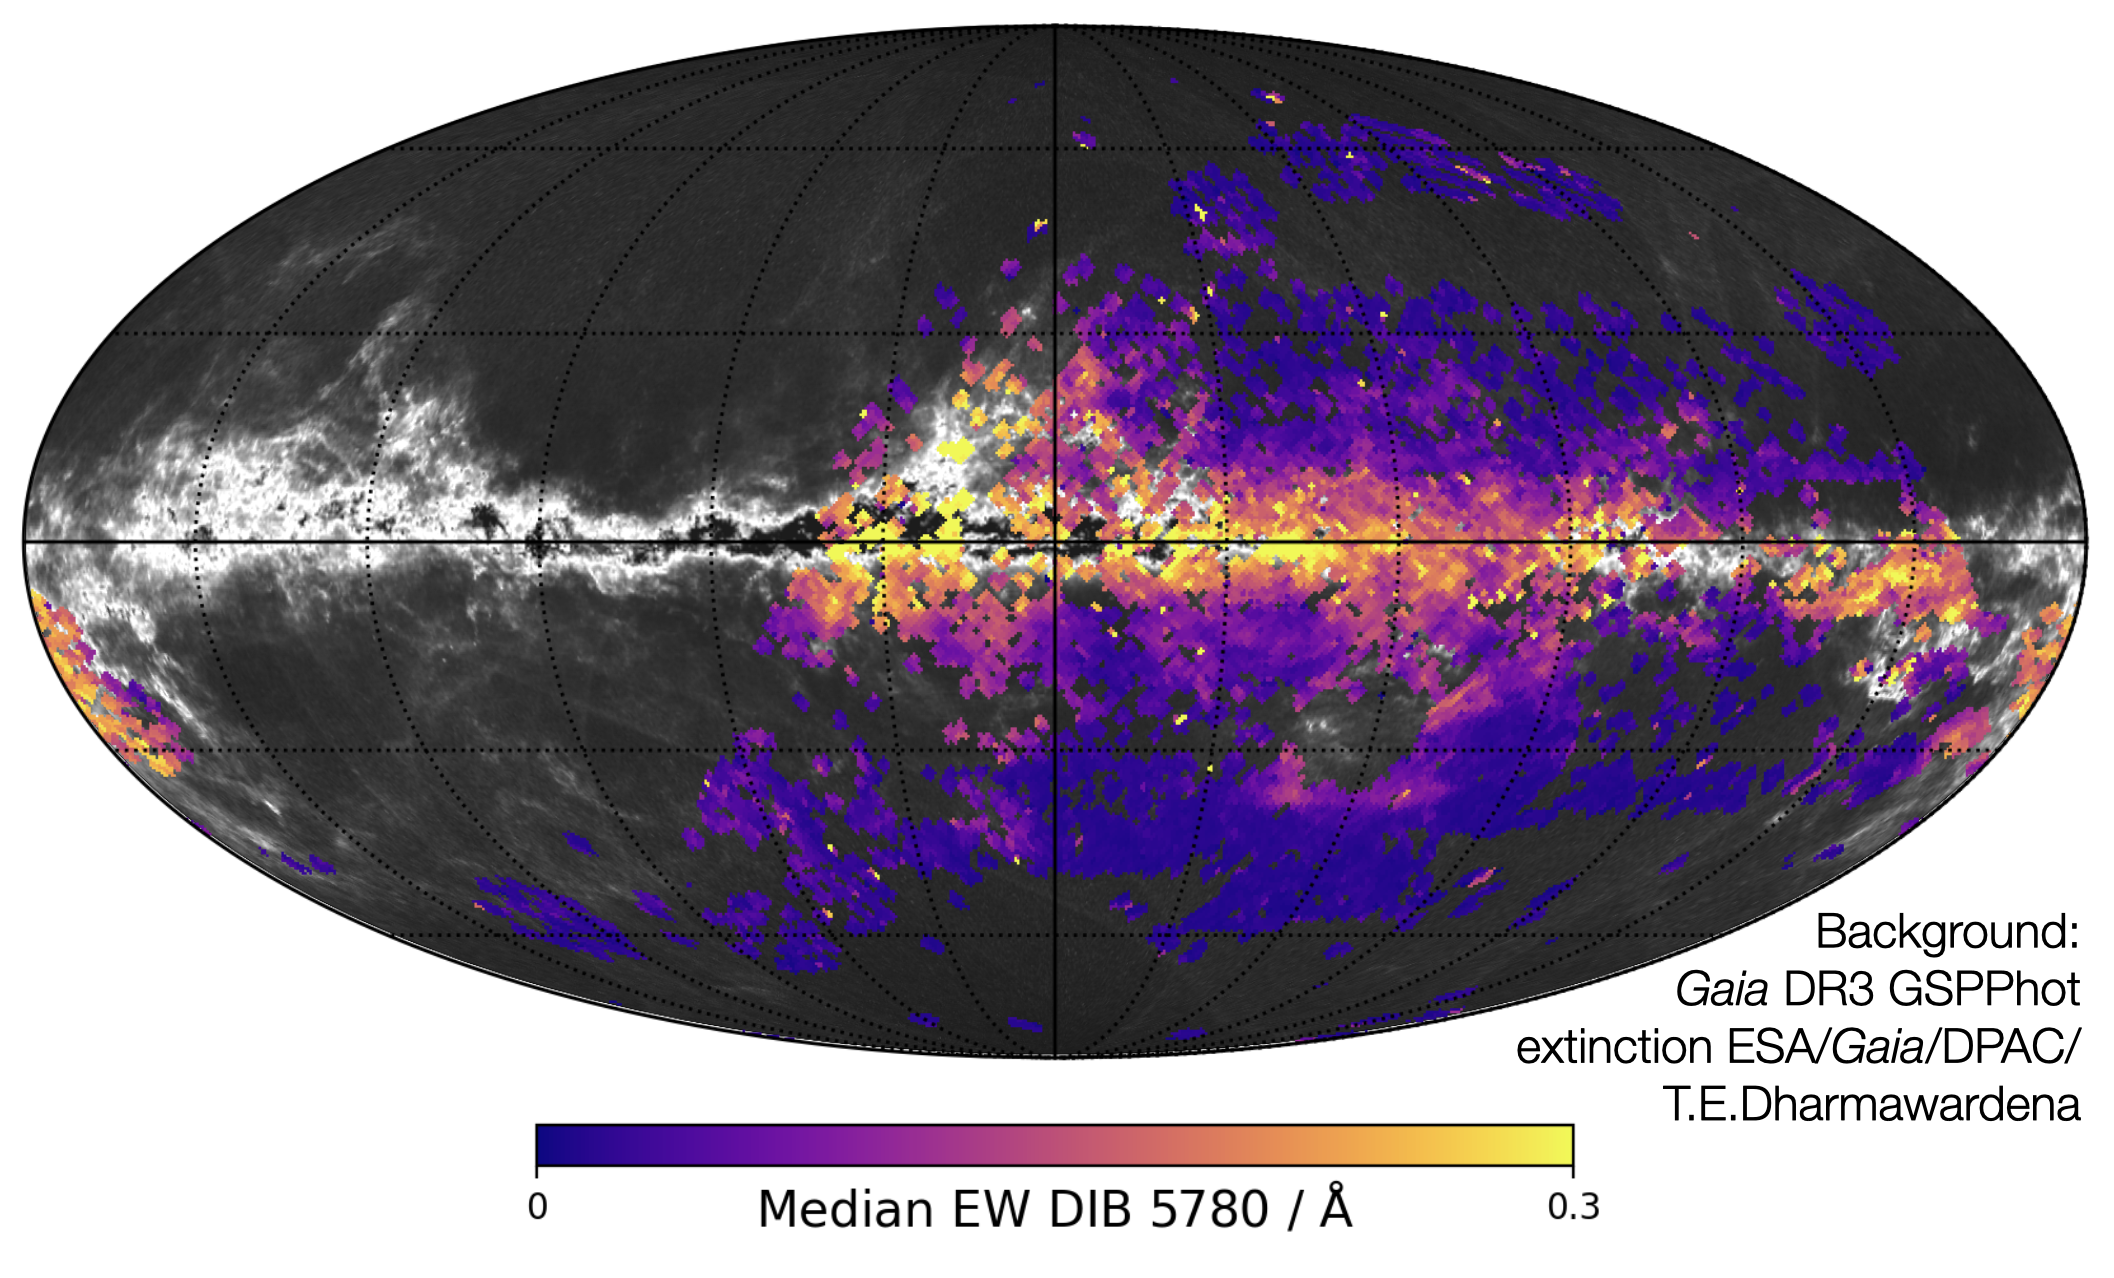 Background:
Gaia DR3 GSPPhot
extinction ESA/Gaia/DPAC/
T.E.Dharmawardena
0
0.3
Median EW DIB 5780 / Å